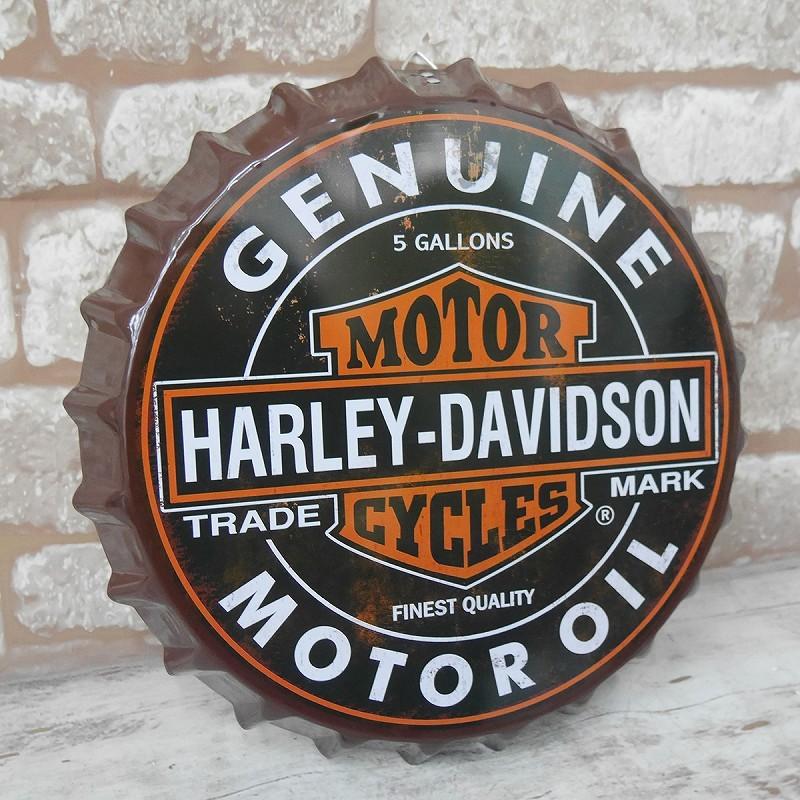 GENUINE
5 GALLONS
MOTOR
HARLEY-DAVIDSON
TRADE MARK
CYCLES ®
FINEST QUALITY
MOTOR OIL